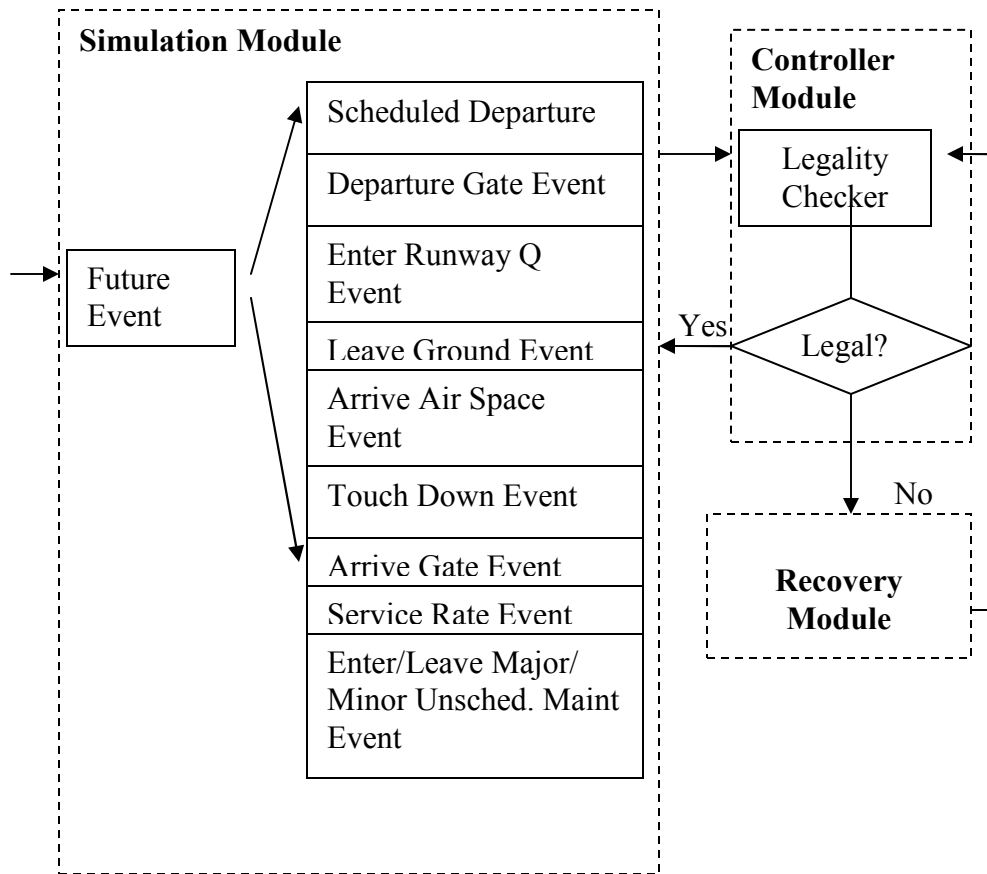 Simulation Module
Scheduled Departure
Departure Gate Event
Enter Runway Q
Event
Leave Ground Event
Arrive Air Space
Event
Touch Down Event
Arrive Gate Event
Service Rate Event
Enter/Leave Major/
Minor Unsched. Maint
Event
Future
Event
Controller
Module
Legality
Checker
Yes
Legal?
No
Recovery
Module